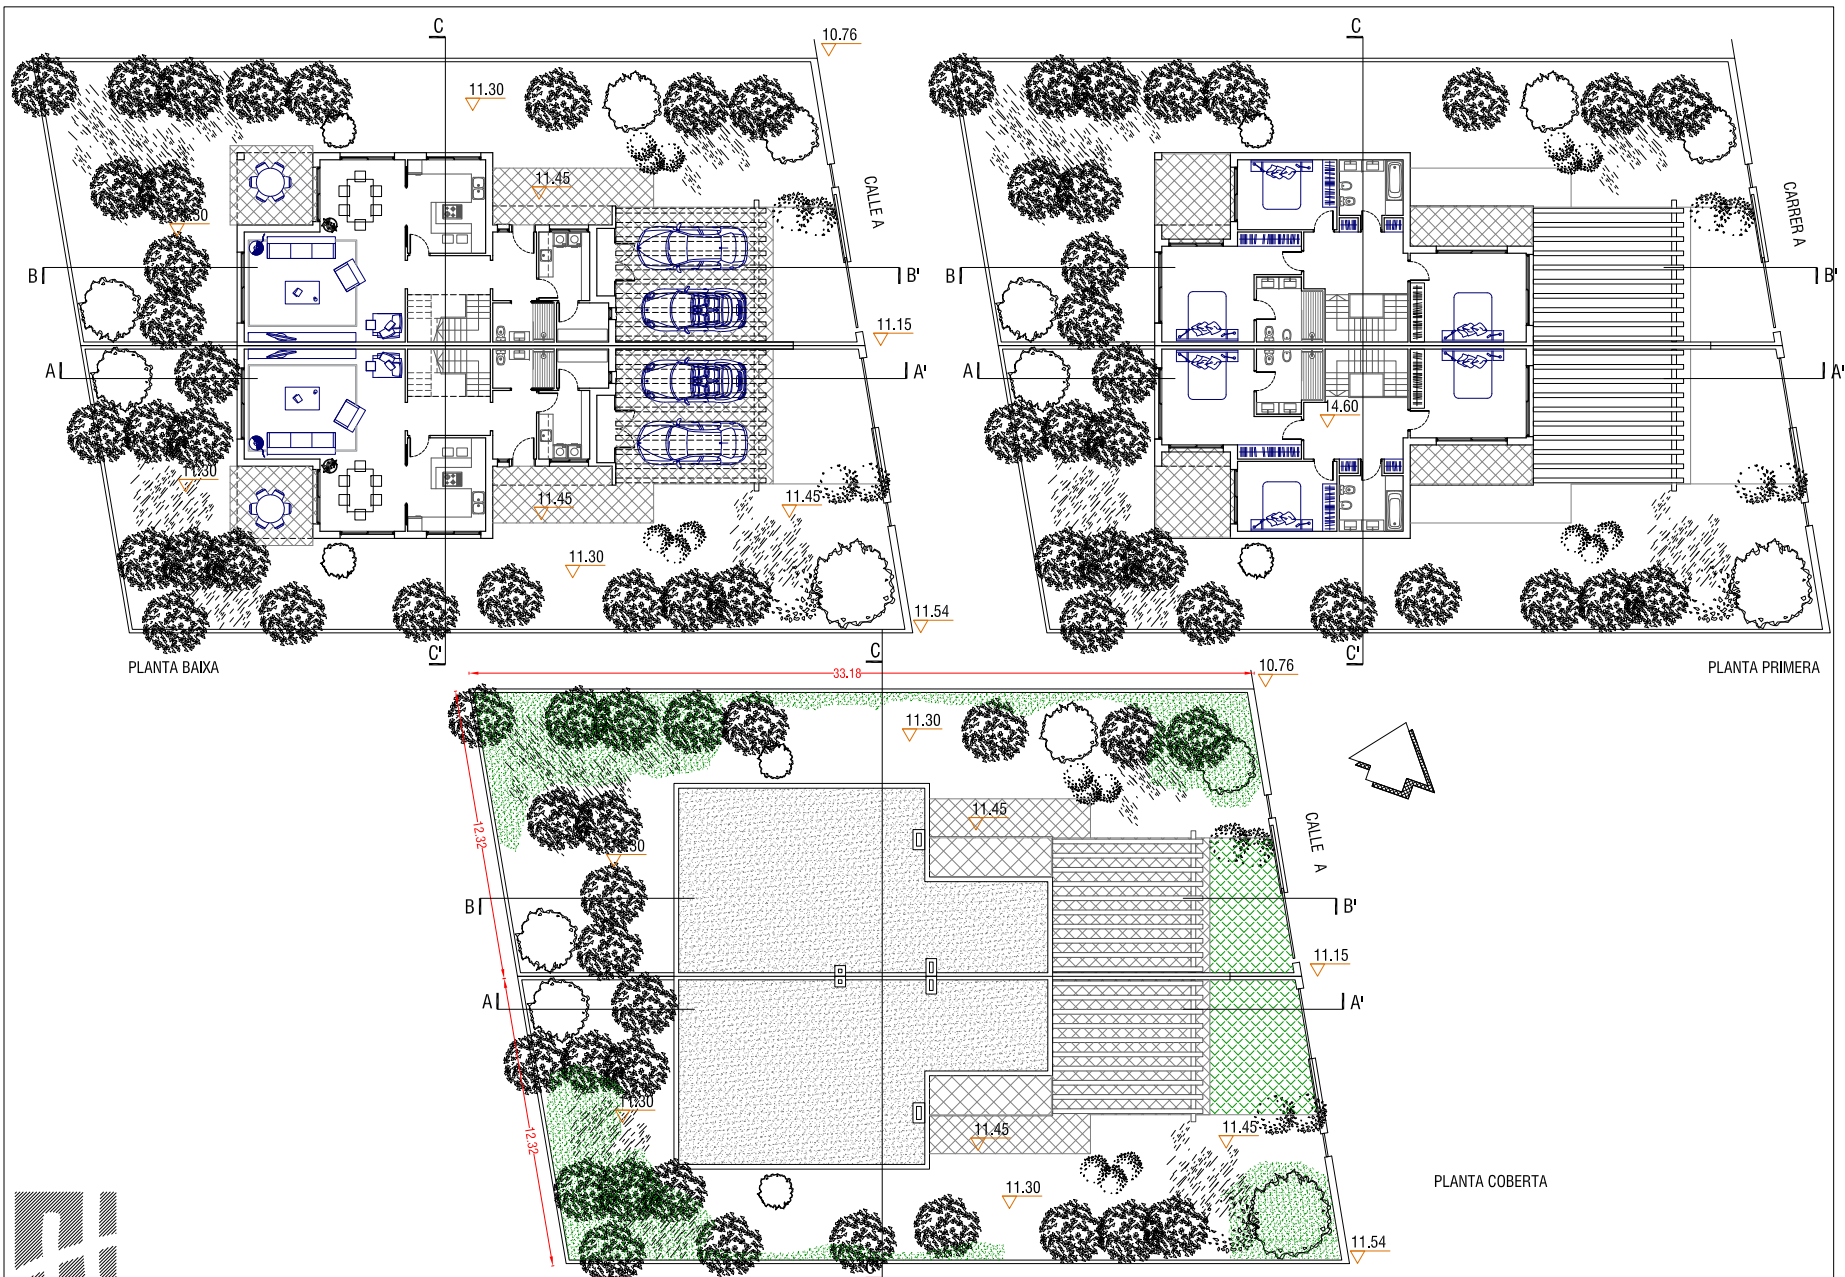 C
10.76
11.30
11.45
CALLE A
11.30
B
B'
11.15
A
A'
11.30
11.45
11.45
11.30
11.54
C'
PLANTA BAIXA
C
CARRER A
B
B'
A
A'
14.60
C'
PLANTA PRIMERA
C
33.18
10.76
11.30
12.32
11.45
CALLE A
11.30
B
B'
11.15
A
A'
11.30
12.32
11.45
11.45
11.30
11.54
PLANTA COBERTA